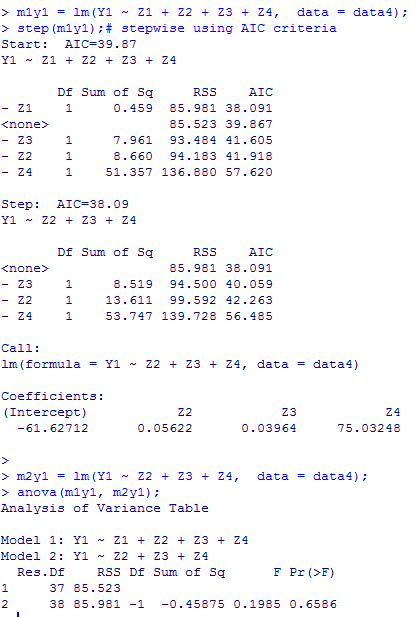 > m1y1 = lm(Y1 ~ Z1 + Z2 + Z3 + Z4,  data = data4);
> step(m1y1);# stepwise using AIC criteria
Start:  AIC=39.87
Y1 ~ Z1 + Z2 + Z3 + Z4

       Df Sum of Sq     RSS    AIC
- Z1    1     0.459  85.981 38.091
<none>               85.523 39.867
- Z3    1     7.961  93.484 41.605
- Z2    1     8.660  94.183 41.918
- Z4    1    51.357 136.880 57.620

Step:  AIC=38.09
Y1 ~ Z2 + Z3 + Z4

       Df Sum of Sq     RSS    AIC
<none>               85.981 38.091
- Z3    1     8.519  94.500 40.059
- Z2    1    13.611  99.592 42.263
- Z4    1    53.747 139.728 56.485

Call:
lm(formula = Y1 ~ Z2 + Z3 + Z4, data = data4)

Coefficients:
(Intercept)           Z2           Z3           Z4
  -61.62712      0.05622      0.03964     75.03248

>
> m2y1 = lm(Y1 ~ Z2 + Z3 + Z4,  data = data4);
> anova(m1y1, m2y1);
Analysis of Variance Table

Model 1: Y1 ~ Z1 + Z2 + Z3 + Z4
Model 2: Y1 ~ Z2 + Z3 + Z4
  Res.Df    RSS Df Sum of Sq      F Pr(>F)
1     37 85.523
2     38 85.981 -1  -0.45875 0.1985 0.6586